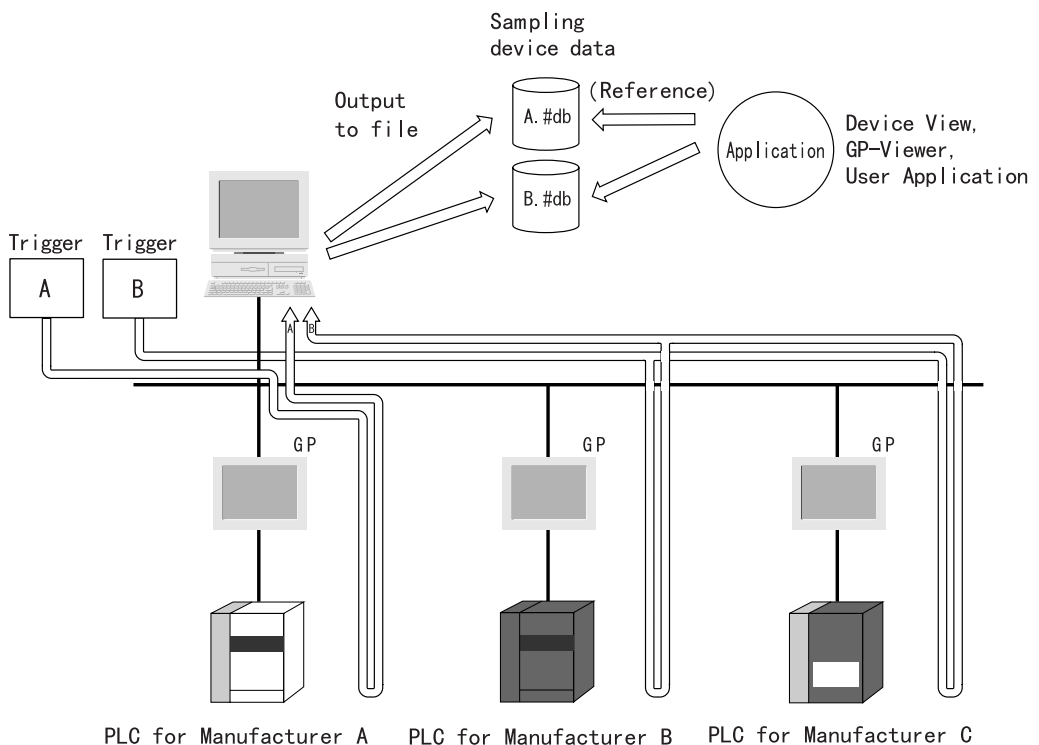 Sampling
device data
Output
to file
(Reference)
A.#db
B.#db
Application
Device View,
GP-Viewer,
User Application
Trigger
Trigger
A
B
A
B
GP
GP
GP
PLC for Manufacturer A
PLC for Manufacturer B
PLC for Manufacturer C